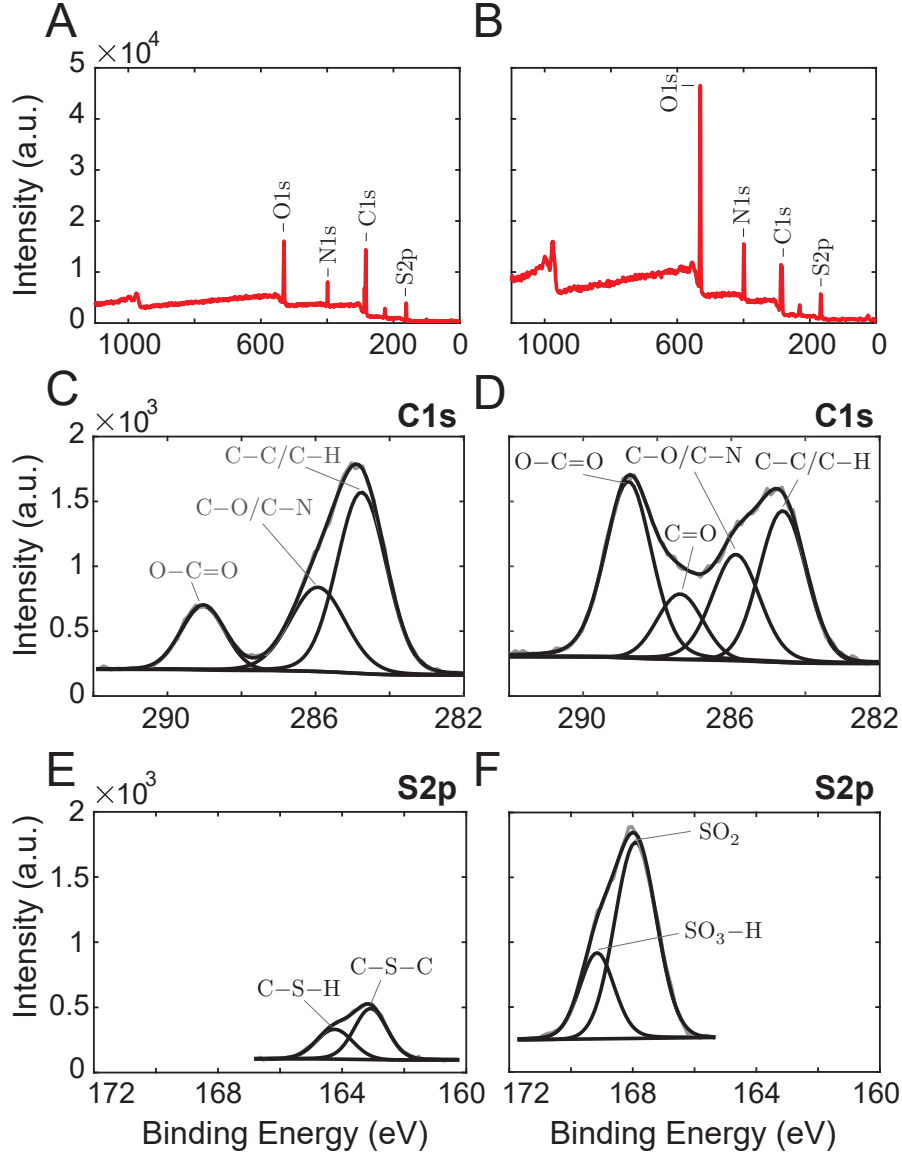 A
B
×10⁴
5
4
3
2
1
0
Intensity (a.u.)
O1s
N1s
C1s
S2p
1000
600
200
0
O1s
N1s
C1s
S2p
1000
600
200
0
C
C1s
D
C1s
×10³
2
1.5
1
0.5
0
Intensity (a.u.)
C−C/C−H
C−O/C−N
O−C=O
290
286
282
O−C=O
C−O/C−N
C−C/C−H
C=O
290
286
282
E
S2p
F
S2p
×10³
2
1.5
1
0.5
0
Intensity (a.u.)
C−S−H
C−S−C
172
168
164
160
Binding Energy (eV)
SO₂
SO₃−H
172
168
164
160
Binding Energy (eV)